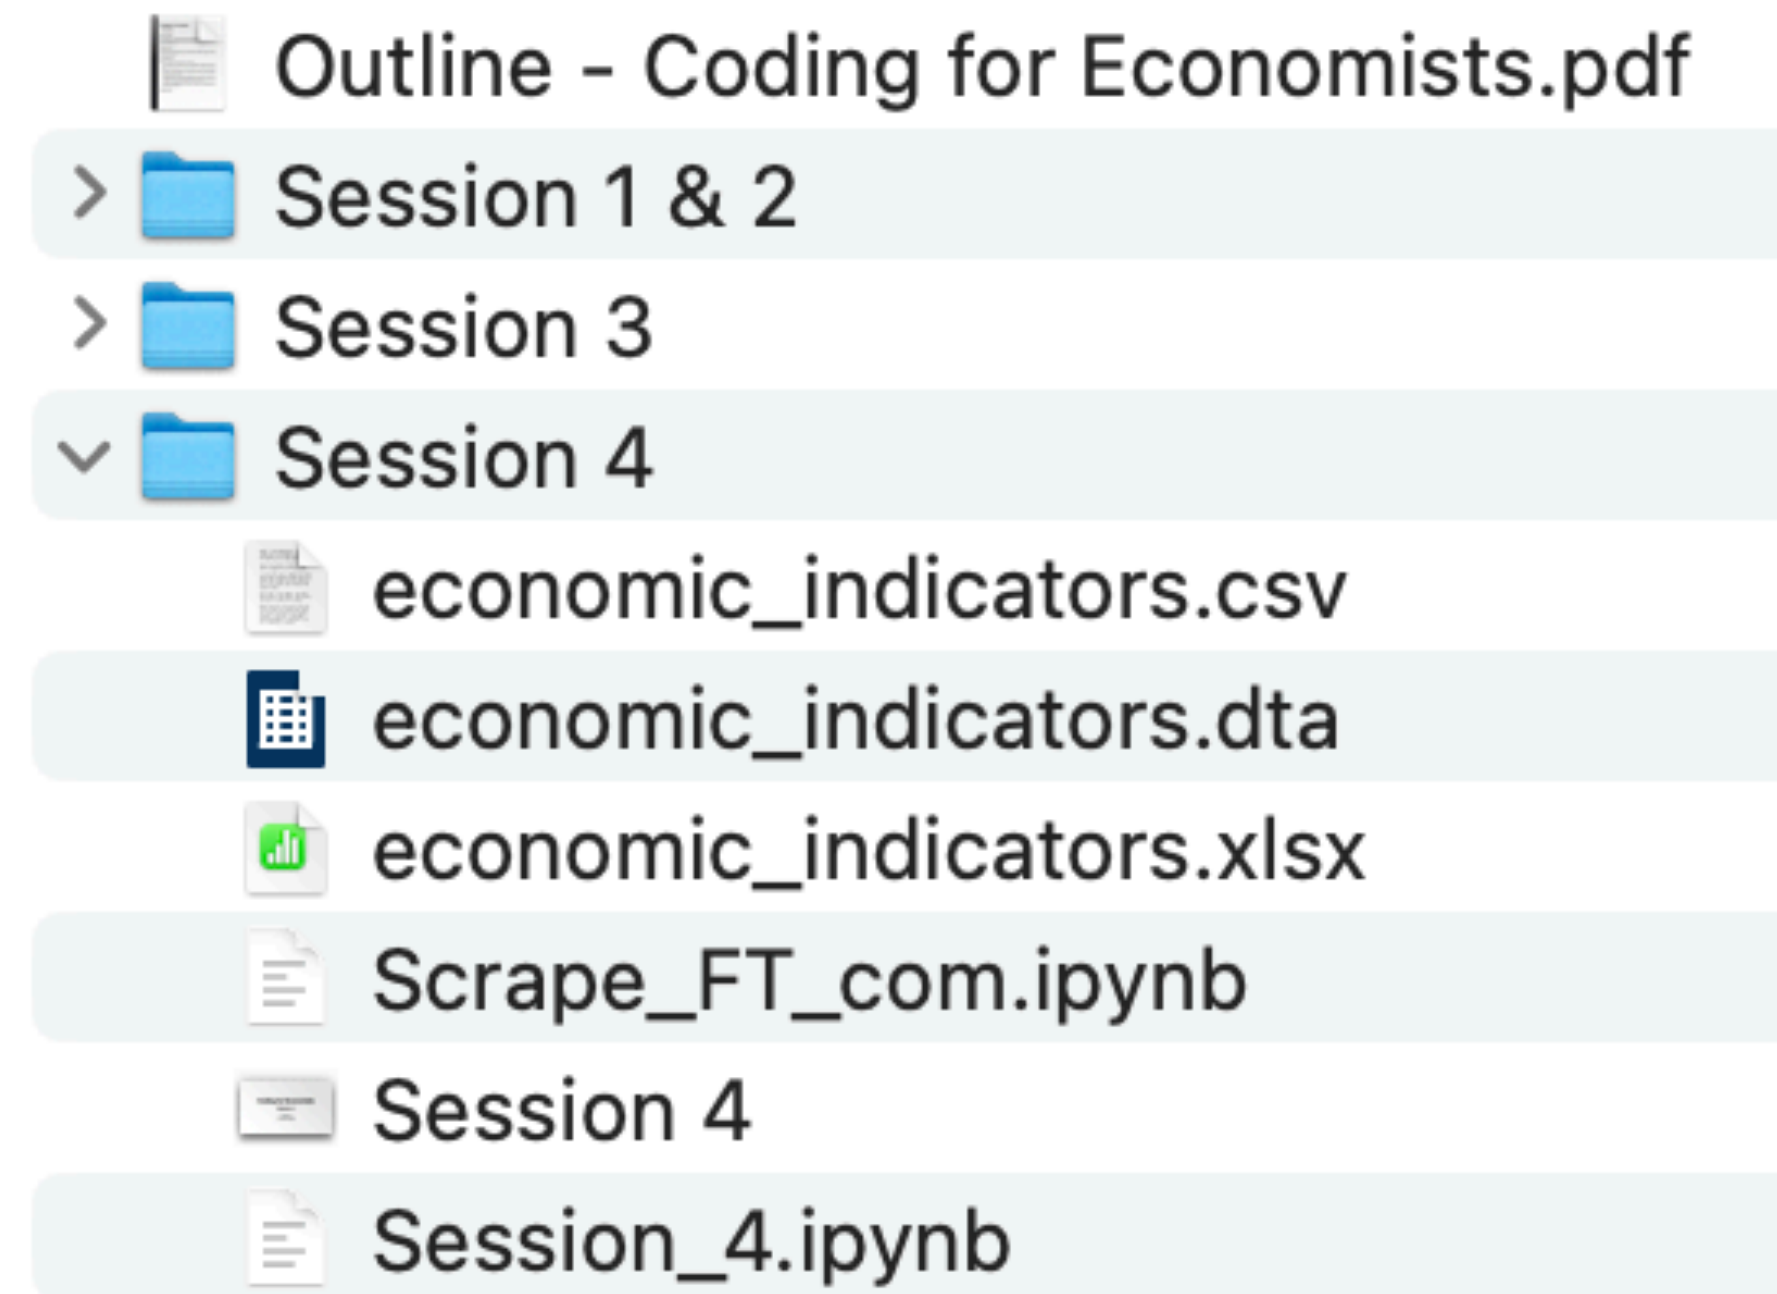 Outline - Coding for Economists.pdf
Session 1 & 2
Session 3
Session 4
economic_indicators.csv
economic_indicators.dta
economic_indicators.xlsx
Scrape_FT_com.ipynb
Session 4
Session_4.ipynb